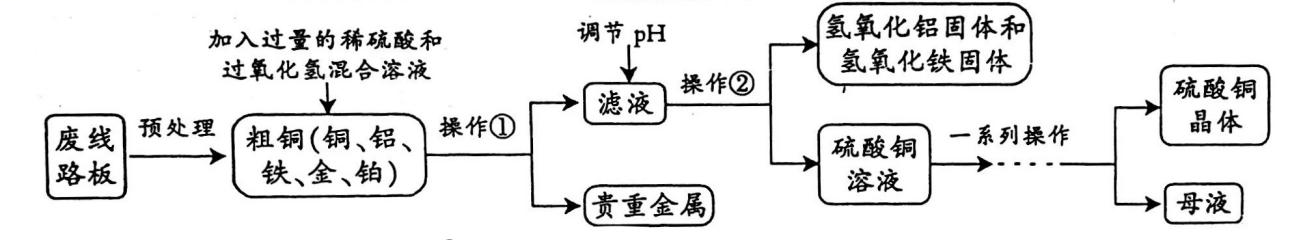 加入过量的稀硫酸和
过氧化氢混合溶液
废线
路板
预处理
粗铜(铜、铝、
铁、金、铂)
操作①
调节 pH
滤液
贵重金属
操作②
氢氧化铝固体和
氢氧化铁固体
硫酸铜
溶液
一系列操作
硫酸铜
晶体
母液